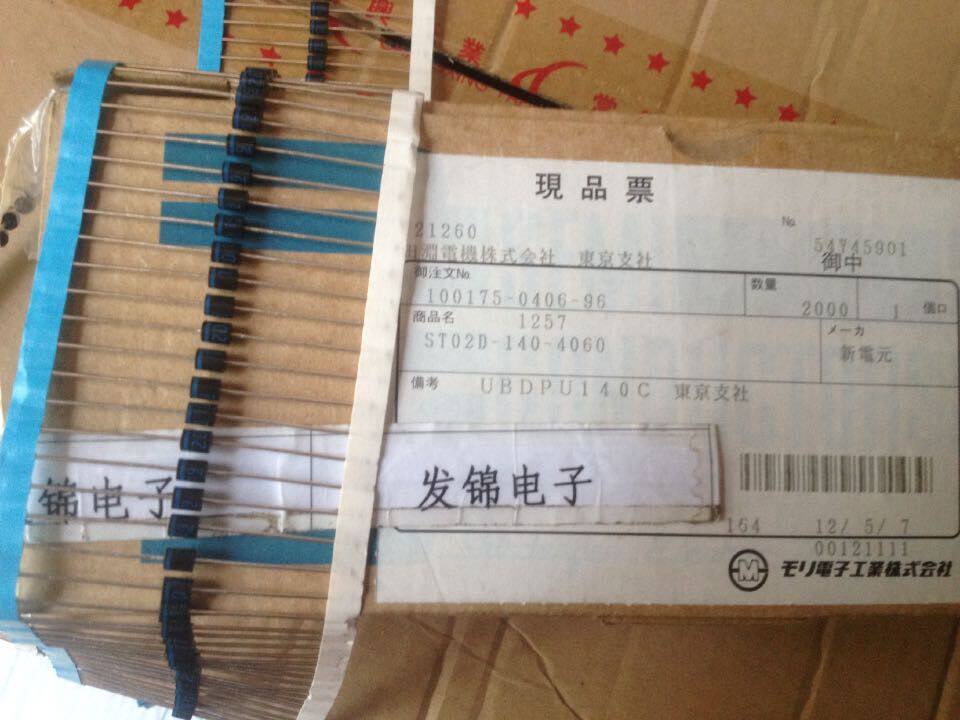 業
現品票
21260
№ 54745901
淵電機株式会社 東京支社 御中
御注文№
100175-0406-96
数量
2000
1 個口
商品名 1257
ST02D-140-4060
メーカ
新電元
備考 UBDPU140C 東京支社
锦电子 发锦电子
164 12/ 5/ 7
00121111
M モリ電子工業株式会社